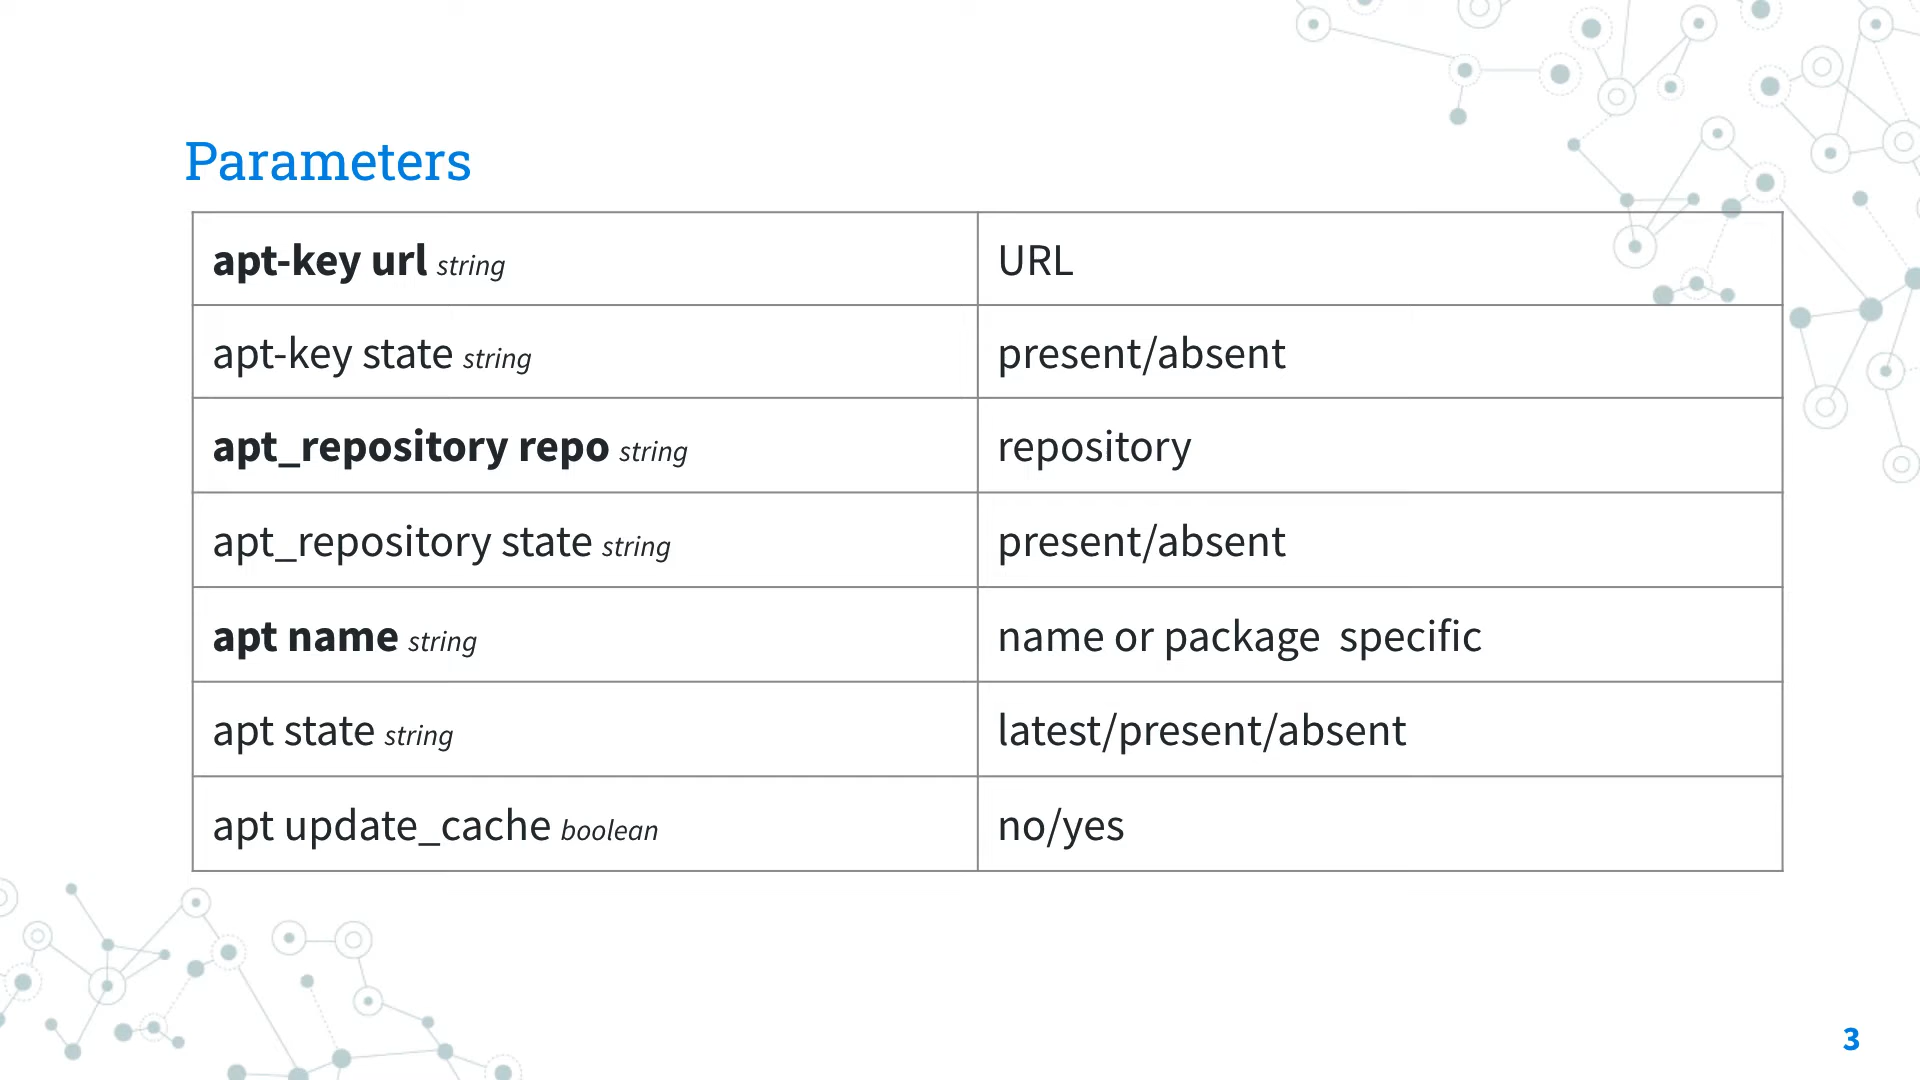 Parameters
apt-key url string URL
apt-key state string present/absent
apt_repository repo string repository
apt_repository state string present/absent
apt name string name or package  specific
apt state string latest/present/absent
apt update_cache boolean no/yes
3